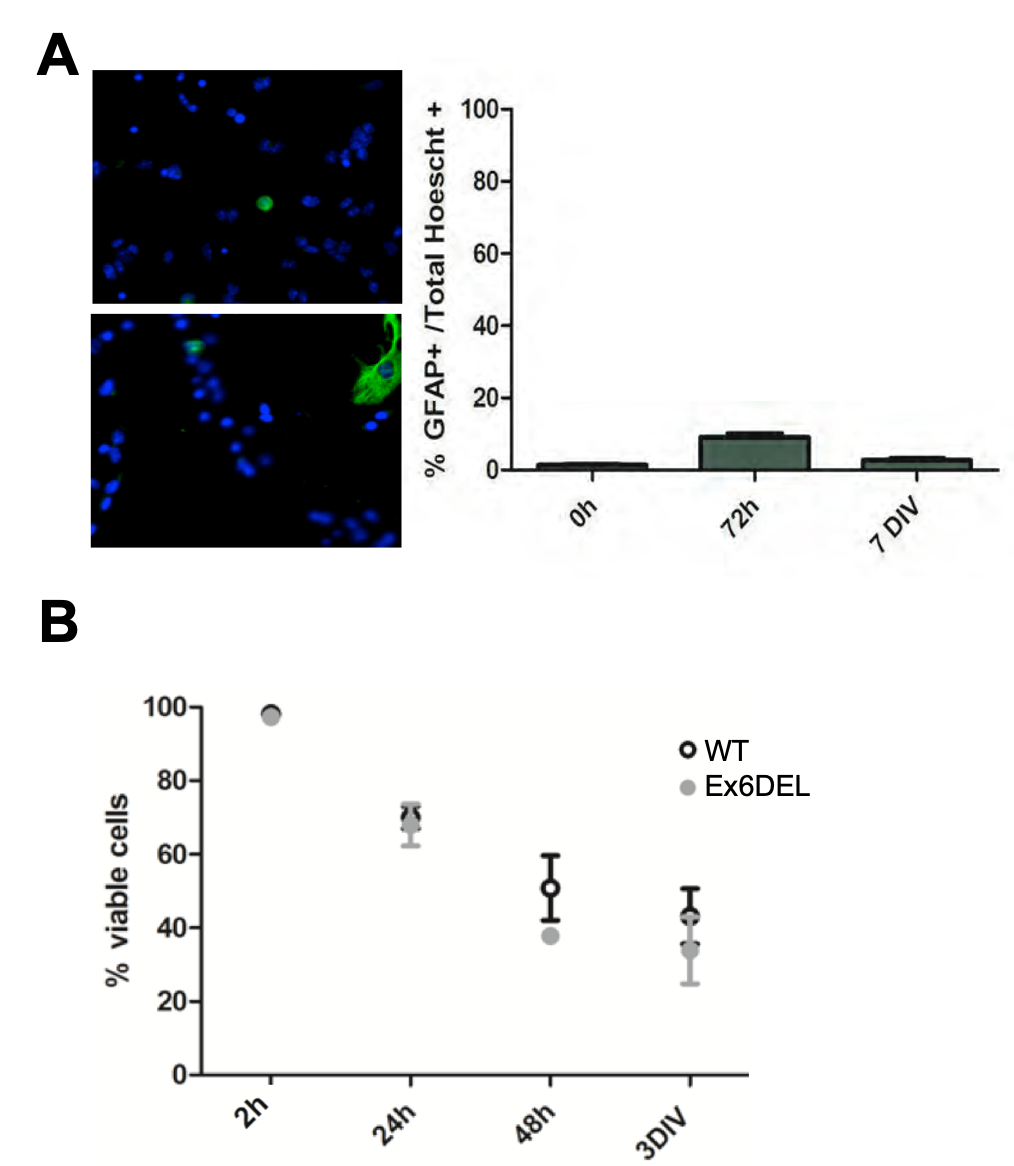 A
% GFAP+ /Total Hoescht +
100
80
60
40
20
0
0h
72h
7 DIV
B
% viable cells
100
80
60
40
20
0
2h
24h
48h
3DIV
WT
Ex6DEL